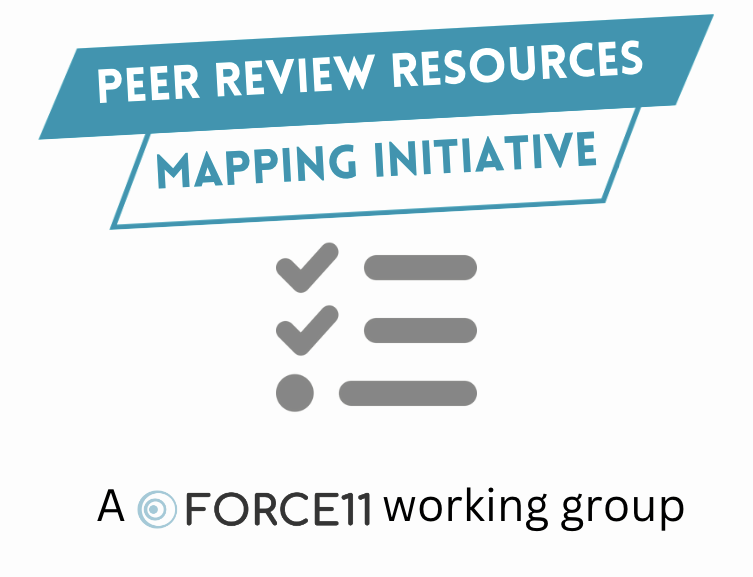 PEER REVIEW RESOURCES
MAPPING INITIATIVE
A FORCE11 working group